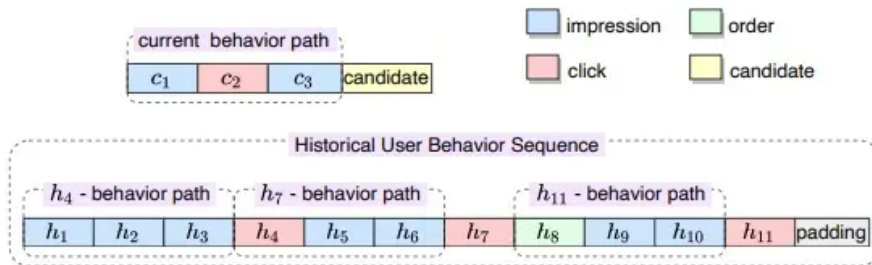 current behavior path
c₁ c₂ c₃ candidate
impression order
click candidate
Historical User Behavior Sequence
h₄ - behavior path h₇ - behavior path h₁₁ - behavior path
h₁ h₂ h₃ h₄ h₅ h₆ h₇ h₈ h₉ h₁₀ h₁₁ padding